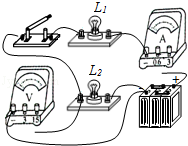 L₁
A
– 0.6 3
L₂
V
– 3 15
+